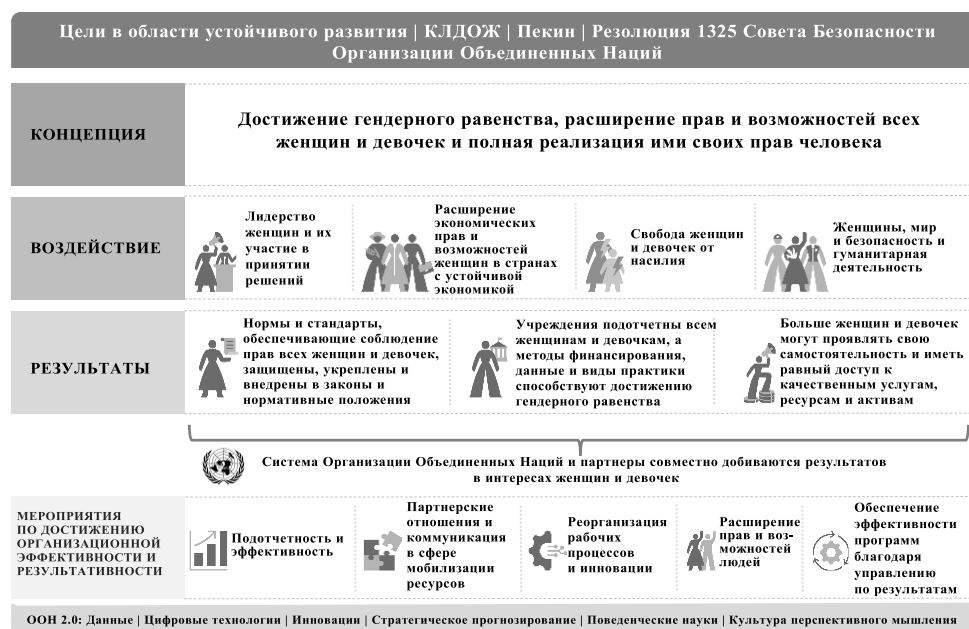 Цели в области устойчивого развития | КЛДОЖ | Пекин | Резолюция 1325 Совета Безопасности
Организации Объединенных Наций
КОНЦЕПЦИЯ
Достижение гендерного равенства, расширение прав и возможностей всех
женщин и девочек и полная реализация ими своих прав человека
ВОЗДЕЙСТВИЕ
Лидерство
женщин и их
участие в
принятии
решений
Расширение
экономических
прав и
возможностей
женщин в странах
с устойчивой
экономикой
Свобода женщин
и девочек от
насилия
Женщины, мир
и безопасность и
гуманитарная
деятельность
РЕЗУЛЬТАТЫ
Нормы и стандарты,
обеспечивающие соблюдение
прав всех женщин и девочек,
защищены, укреплены и
внедрены в законы и
нормативные положения
Учреждения подотчетны всем
женщинам и девочкам, а
методы финансирования,
данные и виды практики
способствуют достижению
гендерного равенства
Больше женщин и девочек
могут проявлять свою
самостоятельность и иметь
равный доступ к
качественным услугам,
ресурсам и активам
Система Организации Объединенных Наций и партнеры совместно добиваются результатов
в интересах женщин и девочек
МЕРОПРИЯТИЯ
ПО ДОСТИЖЕНИЮ
ОРГАНИЗАЦИОННОЙ
ЭФФЕКТИВНОСТИ И
РЕЗУЛЬТАТИВНОСТИ
Подотчетность и
эффективность
Партнерские
отношения и
коммуникация
в сфере
мобилизации
ресурсов
Реорганизация
рабочих
процессов
и инновации
Расширение
прав и воз-
можностей
людей
Обеспечение
эффективности
программ
благодаря
управлению
по результатам
ООН 2.0: Данные | Цифровые технологии | Инновации | Стратегическое прогнозирование | Поведенческие науки | Культура перспективного мышления